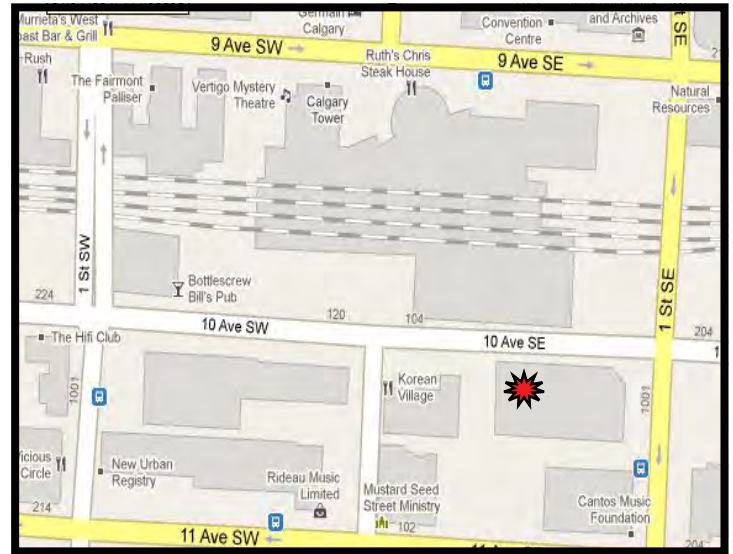 Murrieta's West
Coast Bar & Grill
Germain
Calgary
Convention
Centre
and Archives
St SE
9 Ave SW
Ruth's Chris
Steak House
9 Ave SE
Rush
The Fairmont
Palliser
Vertigo Mystery
Theatre
Calgary
Tower
Natural
Resources
1 St SW
Bottlescrew
Bill's Pub
1 St SE
224
120
104
204
10 Ave SW
10 Ave SE
The Hifi Club
1001
Korean
Village
1001
Vicious
Circle
New Urban
Registry
Rideau Music
Limited
Mustard Seed
Street Ministry
Cantos Music
Foundation
214
102
204
11 Ave SW